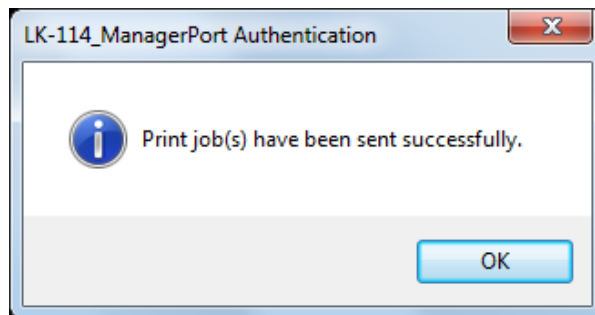 LK-114_ManagerPort Authentication
Print job(s) have been sent successfully.
OK